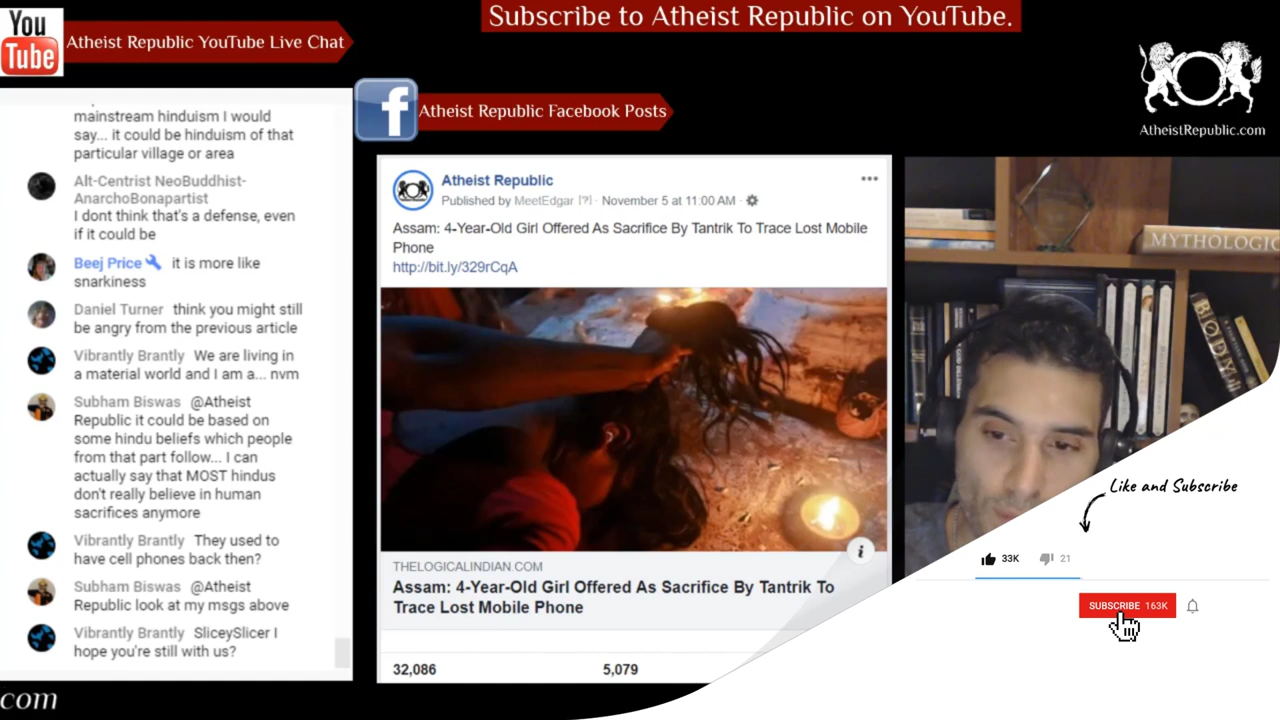 You
Tube
Atheist Republic YouTube Live Chat
Subscribe to Atheist Republic on YouTube.
AtheistRepublic.com
mainstream hinduism I would
say... it could be hinduism of that
particular village or area
Alt-Centrist NeoBuddhist-
AnarchoBonapartist
I dont think that's a defense, even
if it could be
Beej Price it is more like
snarkiness
Daniel Turner think you might still
be angry from the previous article
Vibrantly Brantly We are living in
a material world and I am a... nvm
Subham Biswas @Atheist
Republic it could be based on
some hindu beliefs which people
from that part follow... I can
actually say that MOST hindus
don't really believe in human
sacrifices anymore
Vibrantly Brantly They used to
have cell phones back then?
Subham Biswas @Atheist
Republic look at my msgs above
Vibrantly Brantly SliceySlicer I
hope you're still with us?
com
f
Atheist Republic Facebook Posts
Atheist Republic
Published by MeetEdgar [?] · November 5 at 11:00 AM ·
Assam: 4-Year-Old Girl Offered As Sacrifice By Tantrik To Trace Lost Mobile
Phone
http://bit.ly/329rCqA
i
THELOGICALINDIAN.COM
Assam: 4-Year-Old Girl Offered As Sacrifice By Tantrik To
Trace Lost Mobile Phone
32,086 5,079
MYTHOLOGIC
Like and Subscribe
33K 21
SUBSCRIBE 163K